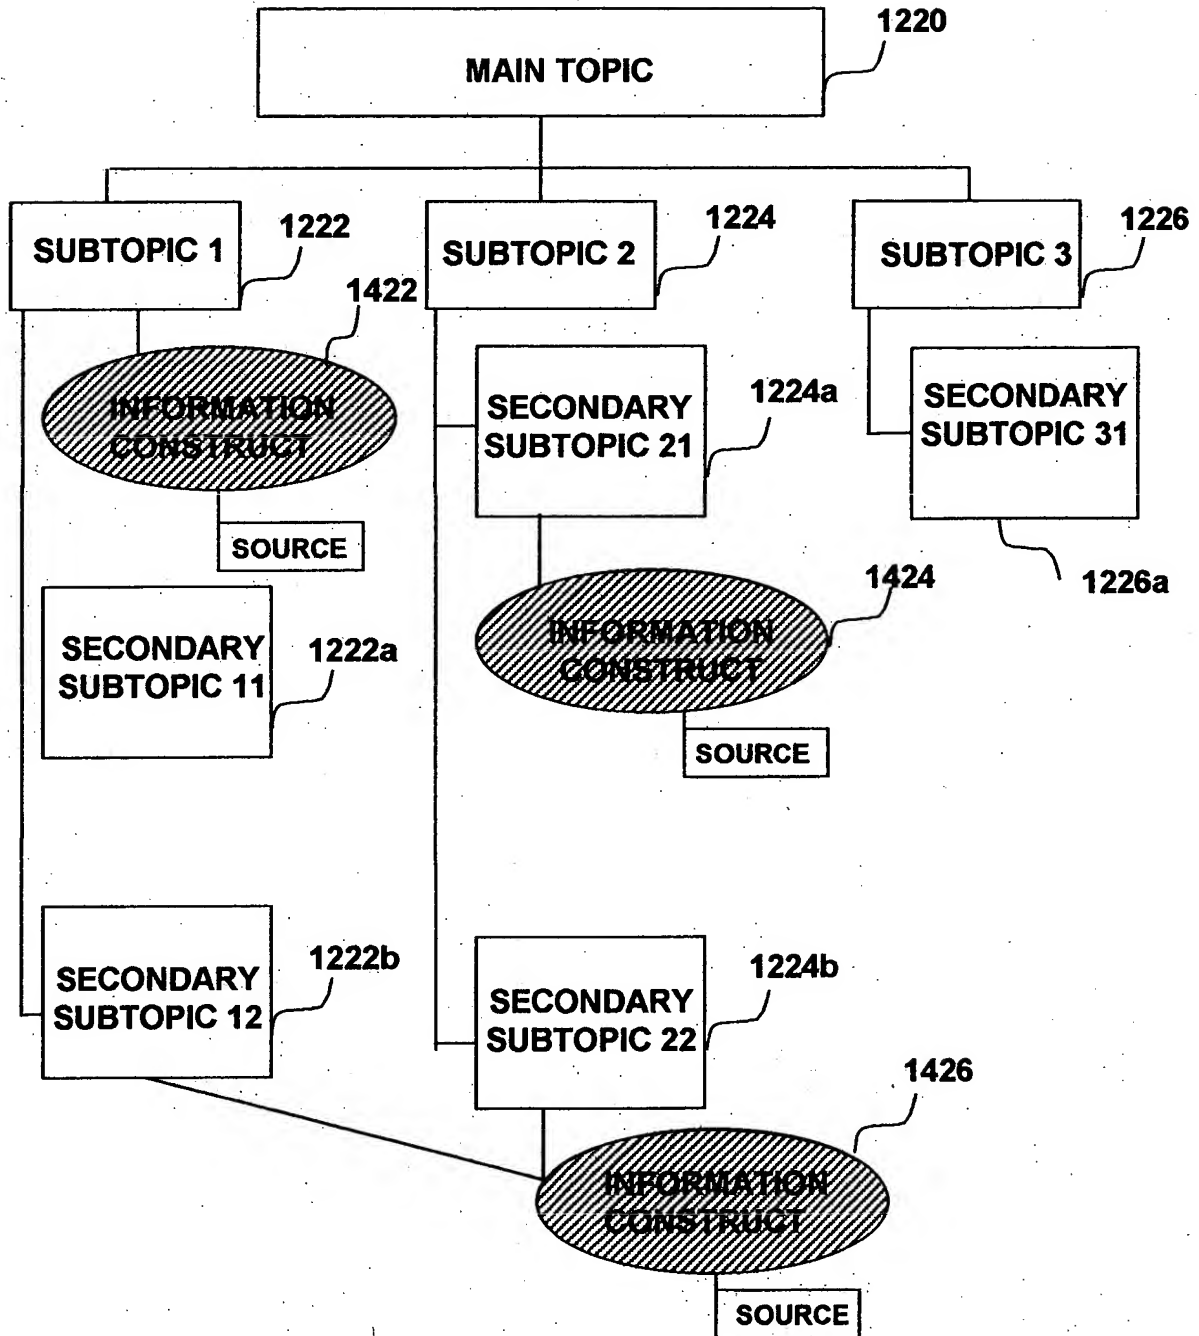 1220
MAIN TOPIC
SUBTOPIC 1
1222
SUBTOPIC 2
1224
SUBTOPIC 3
1226
1422
INFORMATION
CONSTRUCT
SOURCE
SECONDARY
SUBTOPIC 21
1224a
SECONDARY
SUBTOPIC 31
1226a
SECONDARY
SUBTOPIC 11
1222a
1424
INFORMATION
CONSTRUCT
SOURCE
SECONDARY
SUBTOPIC 12
1222b
SECONDARY
SUBTOPIC 22
1224b
1426
INFORMATION
CONSTRUCT
SOURCE